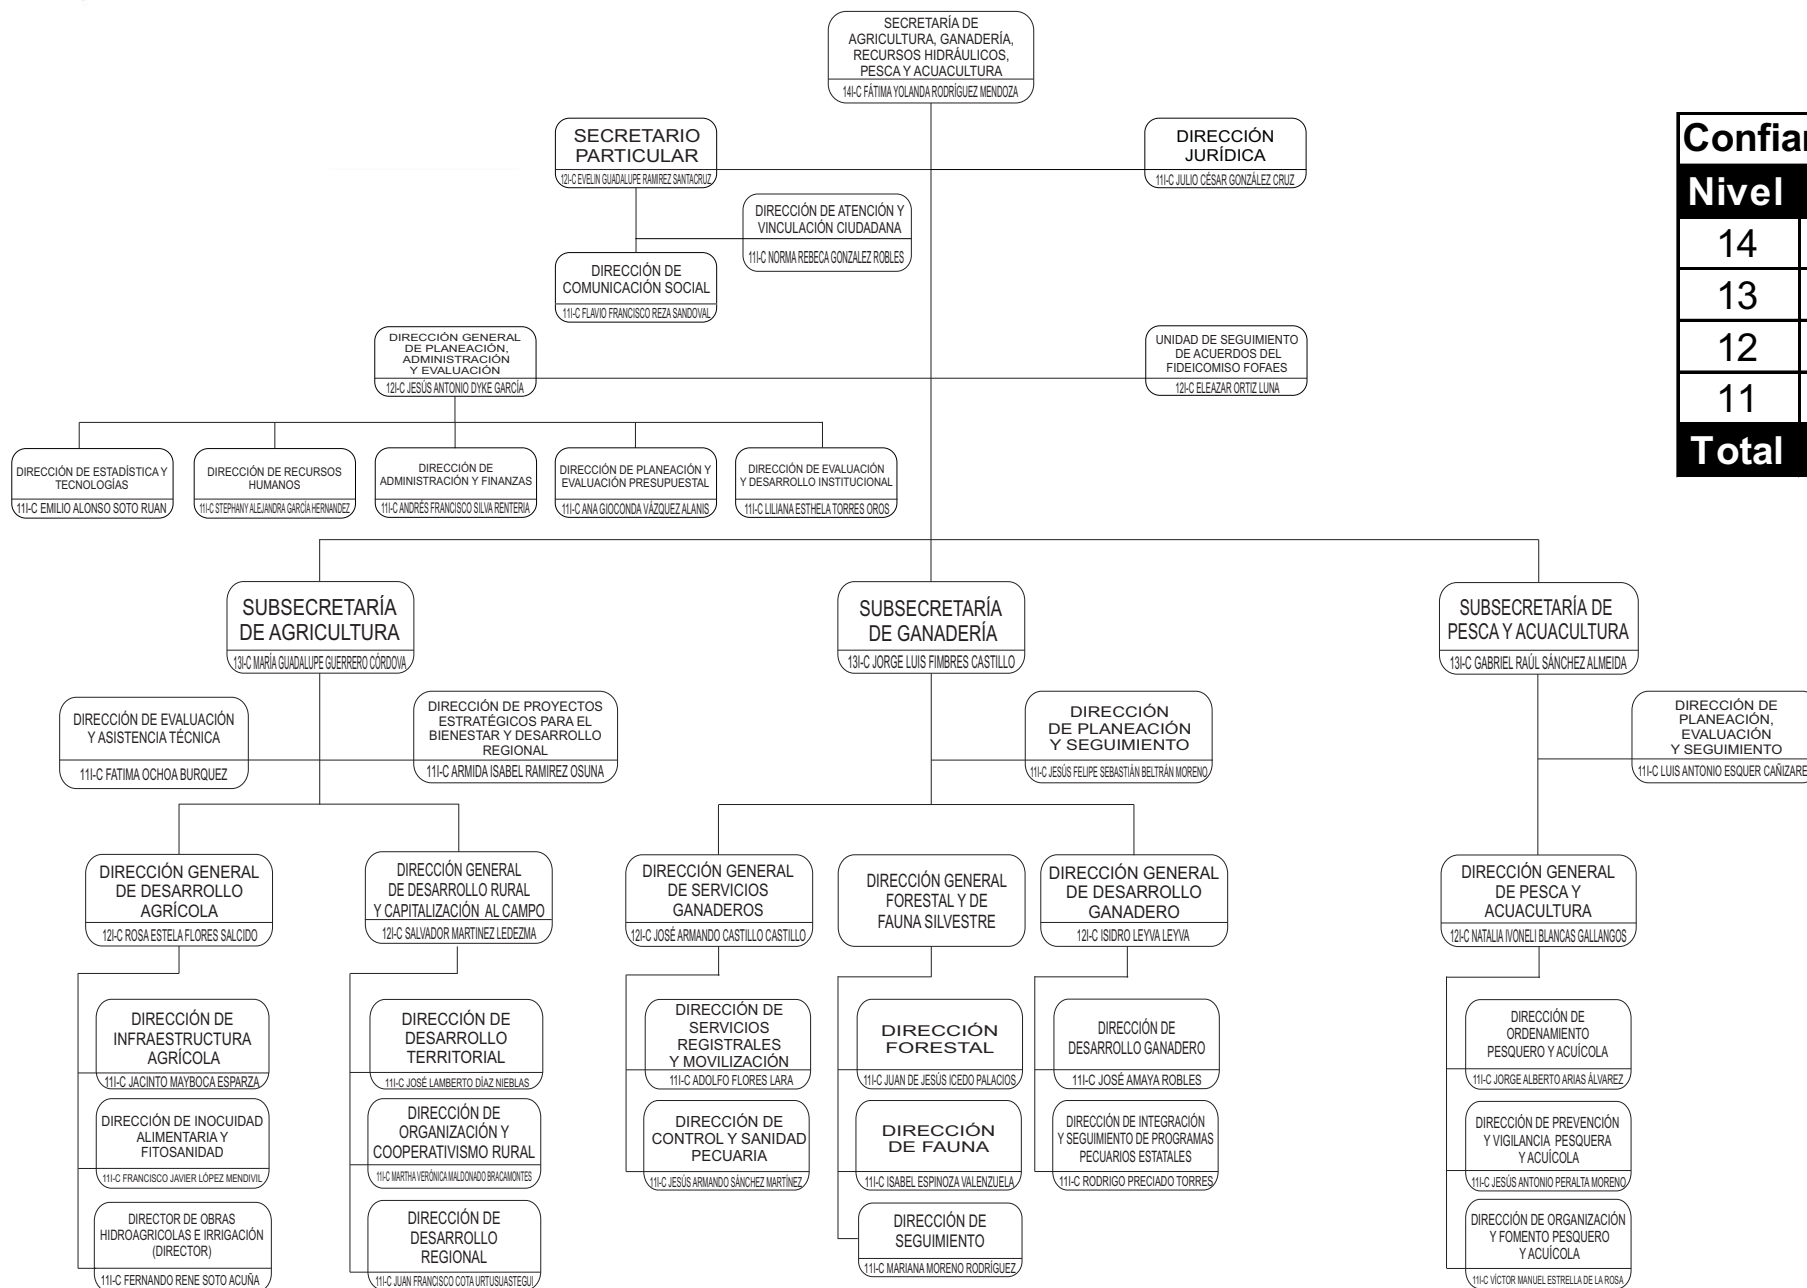 SECRETARÍA DE
AGRICULTURA, GANADERÍA,
RECURSOS HIDRÁULICOS,
PESCA Y ACUACULTURA
14I-C FÁTIMA YOLANDA RODRÍGUEZ MENDOZA
SECRETARIO
PARTICULAR
12I-C EVELIN GUADALUPE RAMIREZ SANTACRUZ
DIRECCIÓN
JURÍDICA
11I-C JULIO CÉSAR GONZÁLEZ CRUZ
DIRECCIÓN DE ATENCIÓN Y
VINCULACIÓN CIUDADANA
11I-C NORMA REBECA GONZALEZ ROBLES
DIRECCIÓN DE
COMUNICACIÓN SOCIAL
11I-C FLAVIO FRANCISCO REZA SANDOVAL
Nivel
14
13
12
11
Total
DIRECCIÓN GENERAL
DE PLANEACIÓN,
ADMINISTRACIÓN
Y EVALUACIÓN
12I-C JESÚS ANTONIO DYKE GARCÍA
UNIDAD DE SEGUIMIENTO
DE ACUERDOS DEL
FIDEICOMISO FOFAES
12I-C ELEAZAR ORTIZ LUNA
DIRECCIÓN DE ESTADÍSTICA Y
TECNOLOGÍAS
11I-C EMILIO ALONSO SOTO RUAN
DIRECCIÓN DE RECURSOS
HUMANOS
11I-C STEPHANY ALEJANDRA GARCÍA HERNANDEZ
DIRECCIÓN DE
ADMINISTRACIÓN Y FINANZAS
11I-C ANDRÉS FRANCISCO SILVA RENTERIA
DIRECCIÓN DE PLANEACIÓN Y
EVALUACIÓN PRESUPUESTAL
11I-C ANA GIOCONDA VÁZQUEZ ALANIS
DIRECCIÓN DE EVALUACIÓN
Y DESARROLLO INSTITUCIONAL
11I-C LILIANA ESTHELA TORRES OROS
SUBSECRETARÍA
DE AGRICULTURA
13I-C MARÍA GUADALUPE GUERRERO CÓRDOVA
SUBSECRETARÍA
DE GANADERÍA
13I-C JORGE LUIS FIMBRES CASTILLO
SUBSECRETARÍA DE
PESCA Y ACUACULTURA
13I-C GABRIEL RAÚL SÁNCHEZ ALMEIDA
DIRECCIÓN DE EVALUACIÓN
Y ASISTENCIA TÉCNICA
11I-C FATIMA OCHOA BURQUEZ
DIRECCIÓN DE PROYECTOS
ESTRATÉGICOS PARA EL
BIENESTAR Y DESARROLLO
REGIONAL
11I-C ARMIDA ISABEL RAMIREZ OSUNA
DIRECCIÓN
DE PLANEACIÓN
Y SEGUIMIENTO
11I-C JESÚS FELIPE SEBASTIÁN BELTRÁN MORENO
DIRECCIÓN DE
PLANEACIÓN,
EVALUACIÓN
Y SEGUIMIENTO
11I-C LUIS ANTONIO ESQUER
DIRECCIÓN GENERAL
DE DESARROLLO
AGRÍCOLA
12I-C ROSA ESTELA FLORES SALCIDO
DIRECCIÓN GENERAL
DE DESARROLLO RURAL
Y CAPITALIZACIÓN AL CAMPO
12I-C SALVADOR MARTINEZ LEDEZMA
DIRECCIÓN GENERAL
DE SERVICIOS
GANADEROS
12I-C JOSÉ ARMANDO CASTILLO CASTILLO
DIRECCIÓN GENERAL
FORESTAL Y DE
FAUNA SILVESTRE
DIRECCIÓN GENERAL
DE DESARROLLO
GANADERO
12I-C ISIDRO LEYVA LEYVA
DIRECCIÓN GENERAL
DE PESCA Y
ACUACULTURA
12I-C NATALIA IVONELI BLANCAS GALLANGOS
DIRECCIÓN DE
INFRAESTRUCTURA
AGRÍCOLA
11I-C JACINTO MAYBOCA ESPARZA
DIRECCIÓN DE
DESARROLLO
TERRITORIAL
11I-C JOSÉ LAMBERTO DÍAZ NIEBLAS
DIRECCIÓN DE
SERVICIOS
REGISTRALES
Y MOVILIZACIÓN
11I-C ADOLFO FLORES LARA
DIRECCIÓN
FORESTAL
11I-C JUAN DE JESÚS ICEDO PALACIOS
DIRECCIÓN DE
DESARROLLO GANADERO
11I-C JOSÉ AMAYA ROBLES
DIRECCIÓN DE
ORDENAMIENTO
PESQUERO Y ACUÍCOLA
11I-C JORGE ALBERTO ARIAS ÁLVAREZ
DIRECCIÓN DE INOCUIDAD
ALIMENTARIA Y
FITOSANIDAD
11I-C FRANCISCO JAVIER LÓPEZ MENDIVIL
DIRECCIÓN DE
ORGANIZACIÓN Y
COOPERATIVISMO RURAL
11I-C MARTHA VERÓNICA MALDONADO BRACAMONTES
DIRECCIÓN DE
CONTROL Y SANIDAD
PECUARIA
11I-C JESÚS ARMANDO SÁNCHEZ MARTÍNEZ
DIRECCIÓN
DE FAUNA
11I-C ISABEL ESPINOZA VALENZUELA
DIRECCIÓN DE INTEGRACIÓN
Y SEGUIMIENTO DE PROGRAMAS
PECUARIOS ESTATALES
11I-C RODRIGO PRECIADO TORRES
DIRECCIÓN DE PREVENCIÓN
Y VIGILANCIA PESQUERA
Y ACUÍCOLA
11I-C JESÚS ANTONIO PERALTA MORENO
DIRECTOR DE OBRAS
HIDROAGRICOLAS E IRRIGACIÓN
(DIRECTOR)
11I-C FERNANDO RENE SOTO ACUÑA
DIRECCIÓN DE
DESARROLLO
REGIONAL
11I-C JUAN FRANCISCO COTA URTUSUASTEGUI
DIRECCIÓN DE
SEGUIMIENTO
11I-C MARIANA MORENO RODRÍGUEZ
DIRECCIÓN DE ORGANIZACIÓN
Y FOMENTO PESQUERO
Y ACUÍCOLA
11I-C VÍCTOR MANUEL ESTRELLA DE LA ROSA